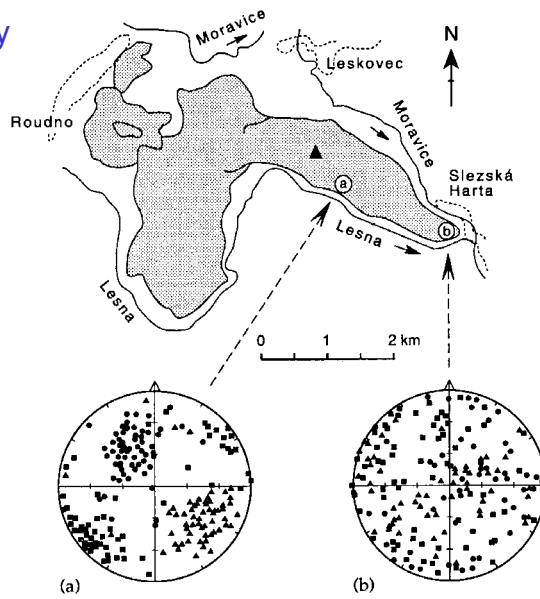 y
Moravice
N
Leskovec
Roudno
Moravice
Slezská
Harta
a
b
Lesna
Lesna
0 1 2 km
(a)
(b)